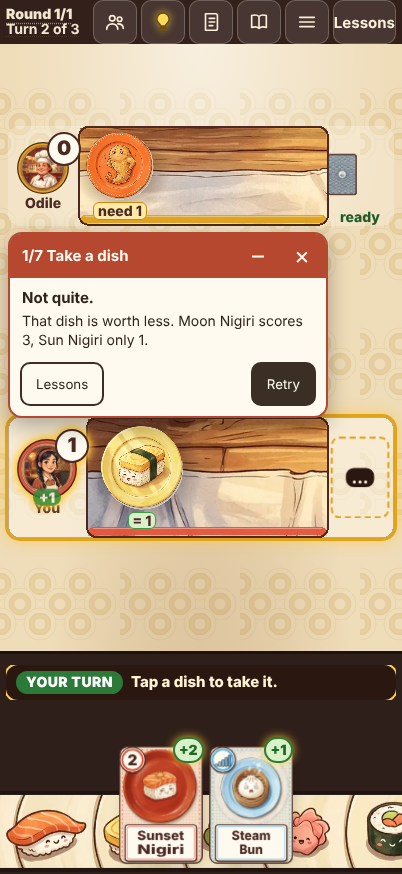 Round 1/1
Turn 2 of 3
Lessons
0
Odile
need 1
ready
1/7 Take a dish
Not quite.
That dish is worth less. Moon Nigiri scores
3, Sun Nigiri only 1.
Lessons
Retry
1
+1
You
= 1
...
YOUR TURN
Tap a dish to take it.
2
+2
+1
Sunset
Nigiri
Steam
Bun